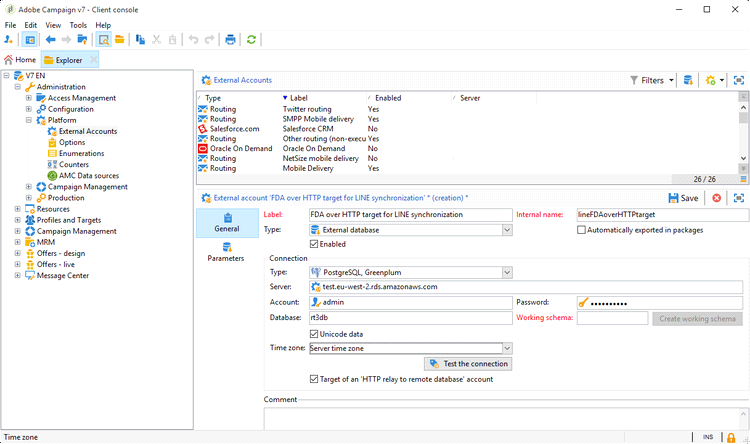 Adobe Campaign v7 - Client console
File Edit View Tools Help
Home Explorer
V7 EN
Administration
Access Management
Configuration
Platform
External Accounts
Options
Enumerations
Counters
AMC Data sources
Campaign Management
Production
Resources
Profiles and Targets
Campaign Management
MRM
Offers - design
Offers - live
Message Center
External Accounts Filters
Type Label Enabled Server
Routing Twitter routing Yes
Routing SMPP Mobile delivery Yes
Salesforce.com Salesforce CRM No
Routing Other routing (non-execu Yes
Oracle On Demand Oracle On Demand No
Routing NetSize mobile delivery No
Routing Mobile Delivery Yes
26 / 26
External account 'FDA over HTTP target for LINE synchronization' * (creation) * Save
General
Parameters
Label: FDA over HTTP target for LINE synchronization Internal name: lineFDAoverHTTPtarget
Type: External database Automatically exported in packages
Enabled
Connection
Type: PostgreSQL, Greenplum
Server: test.eu-west-2.rds.amazonaws.com
Account: admin Password: ••••••••••
Database: rt3db Working schema: Create working schema
Unicode data
Time zone: Server time zone
Test the connection
Target of an 'HTTP relay to remote database' account
Comment
Time zone INS